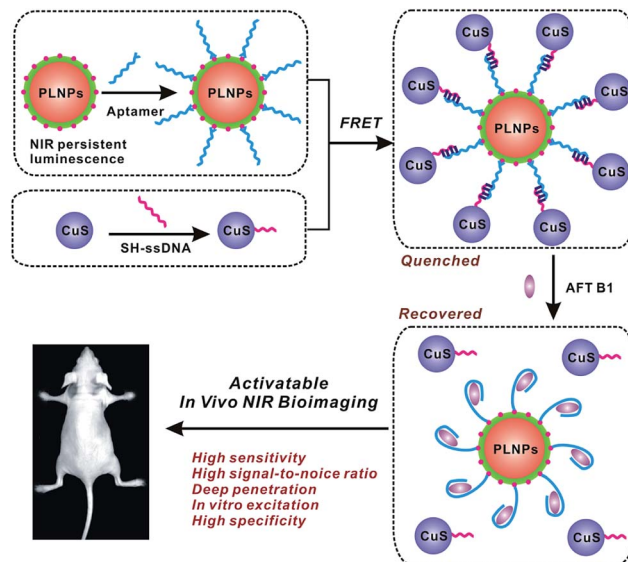 PLNPs
Aptamer
PLNPs
NIR persistent
luminescence
CuS
SH-ssDNA
CuS
FRET
CuS
CuS
CuS
CuS
PLNPs
CuS
CuS
CuS
CuS
Quenched
AFT B1
Recovered
CuS
CuS
PLNPs
CuS
CuS
Activatable
In Vivo NIR Bioimaging
High sensitivity
High signal-to-noice ratio
Deep penetration
In vitro excitation
High specificity